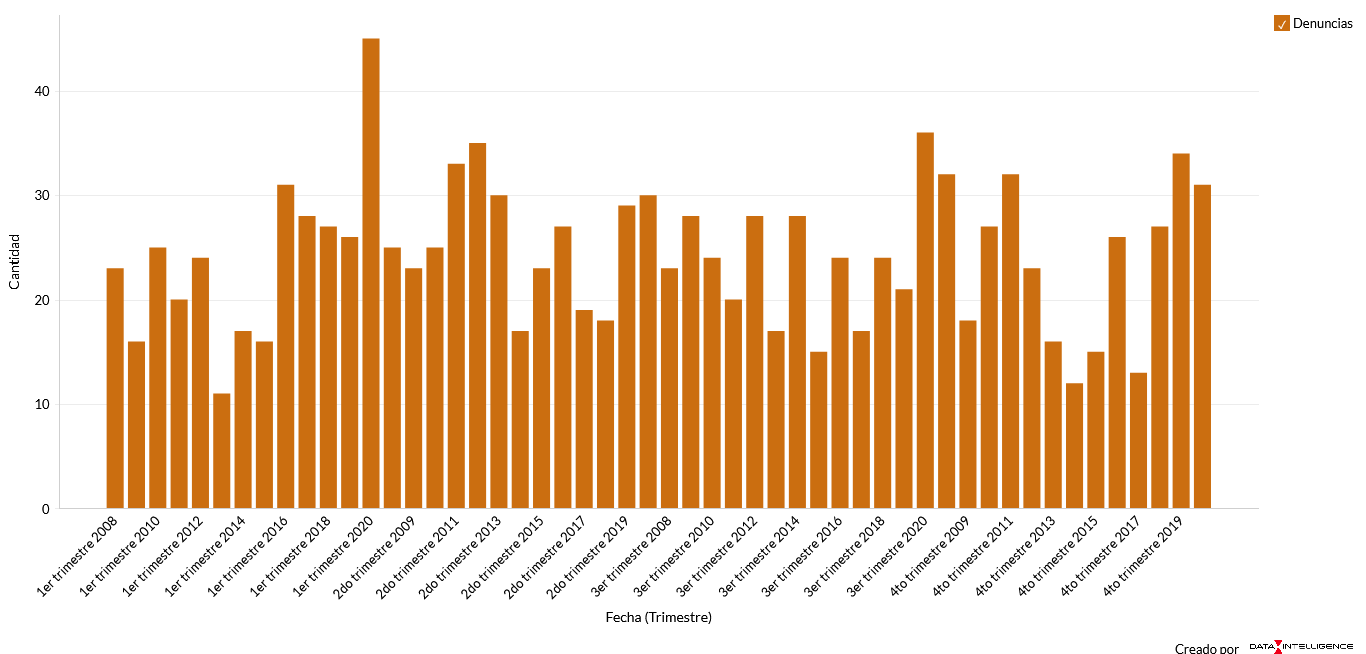 ✓ Denuncias
Cantidad
40
30
20
10
0
1er trimestre 2008
1er trimestre 2010
1er trimestre 2012
1er trimestre 2014
1er trimestre 2016
1er trimestre 2018
1er trimestre 2020
2do trimestre 2009
2do trimestre 2011
2do trimestre 2013
2do trimestre 2015
2do trimestre 2017
2do trimestre 2019
3er trimestre 2008
3er trimestre 2010
3er trimestre 2012
3er trimestre 2014
3er trimestre 2016
3er trimestre 2018
3er trimestre 2020
4to trimestre 2009
4to trimestre 2011
4to trimestre 2013
4to trimestre 2015
4to trimestre 2017
4to trimestre 2019
Fecha (Trimestre)
Creado por DATA INTELLIGENCE